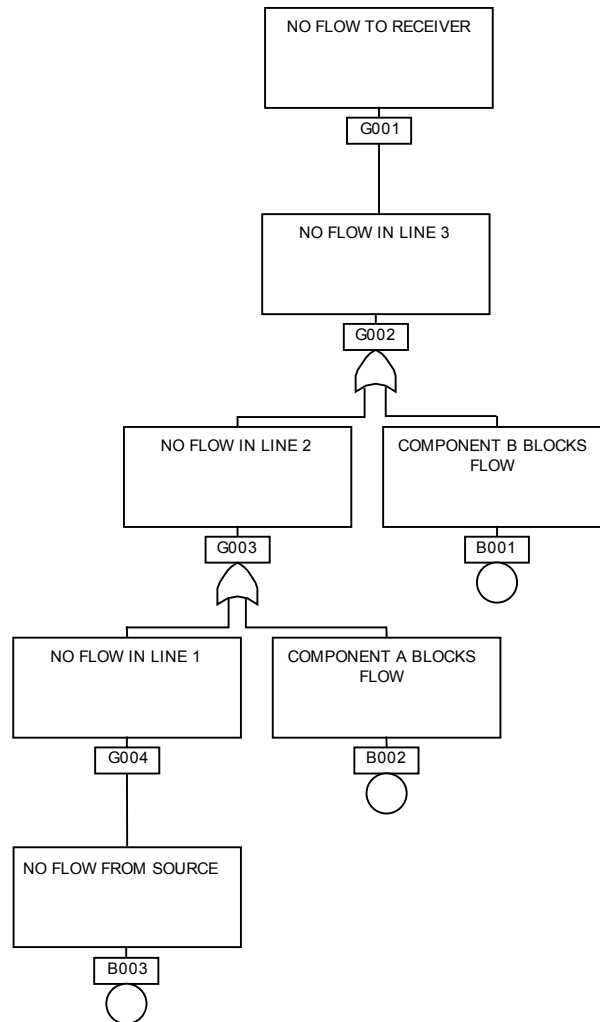 NO FLOW TO RECEIVER
G001
NO FLOW IN LINE 3
G002
NO FLOW IN LINE 2
COMPONENT B BLOCKS
FLOW
G003
B001
NO FLOW IN LINE 1
COMPONENT A BLOCKS
FLOW
G004
B002
NO FLOW FROM SOURCE
B003